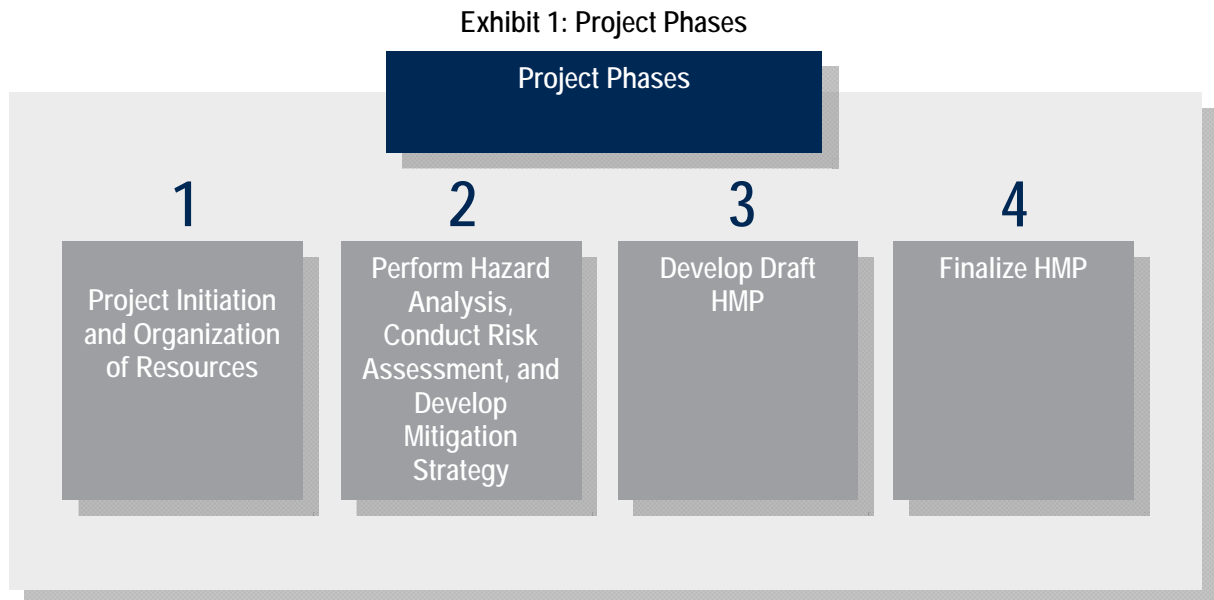 Exhibit 1: Project Phases
Project Phases
1
Project Initiation
and Organization
of Resources
2
Perform Hazard
Analysis,
Conduct Risk
Assessment, and
Develop
Mitigation
Strategy
3
Develop Draft
HMP
4
Finalize HMP